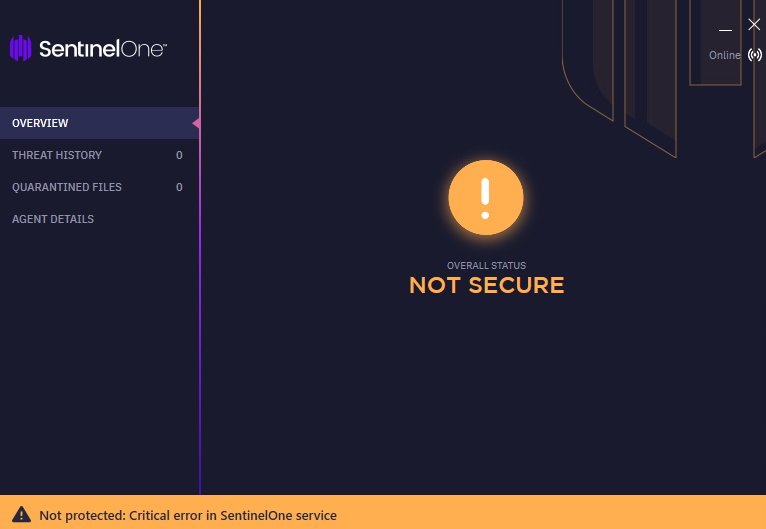 SentinelOne™
Online
OVERVIEW
THREAT HISTORY 0
QUARANTINED FILES 0
AGENT DETAILS
OVERALL STATUS
NOT SECURE
Not protected: Critical error in SentinelOne service